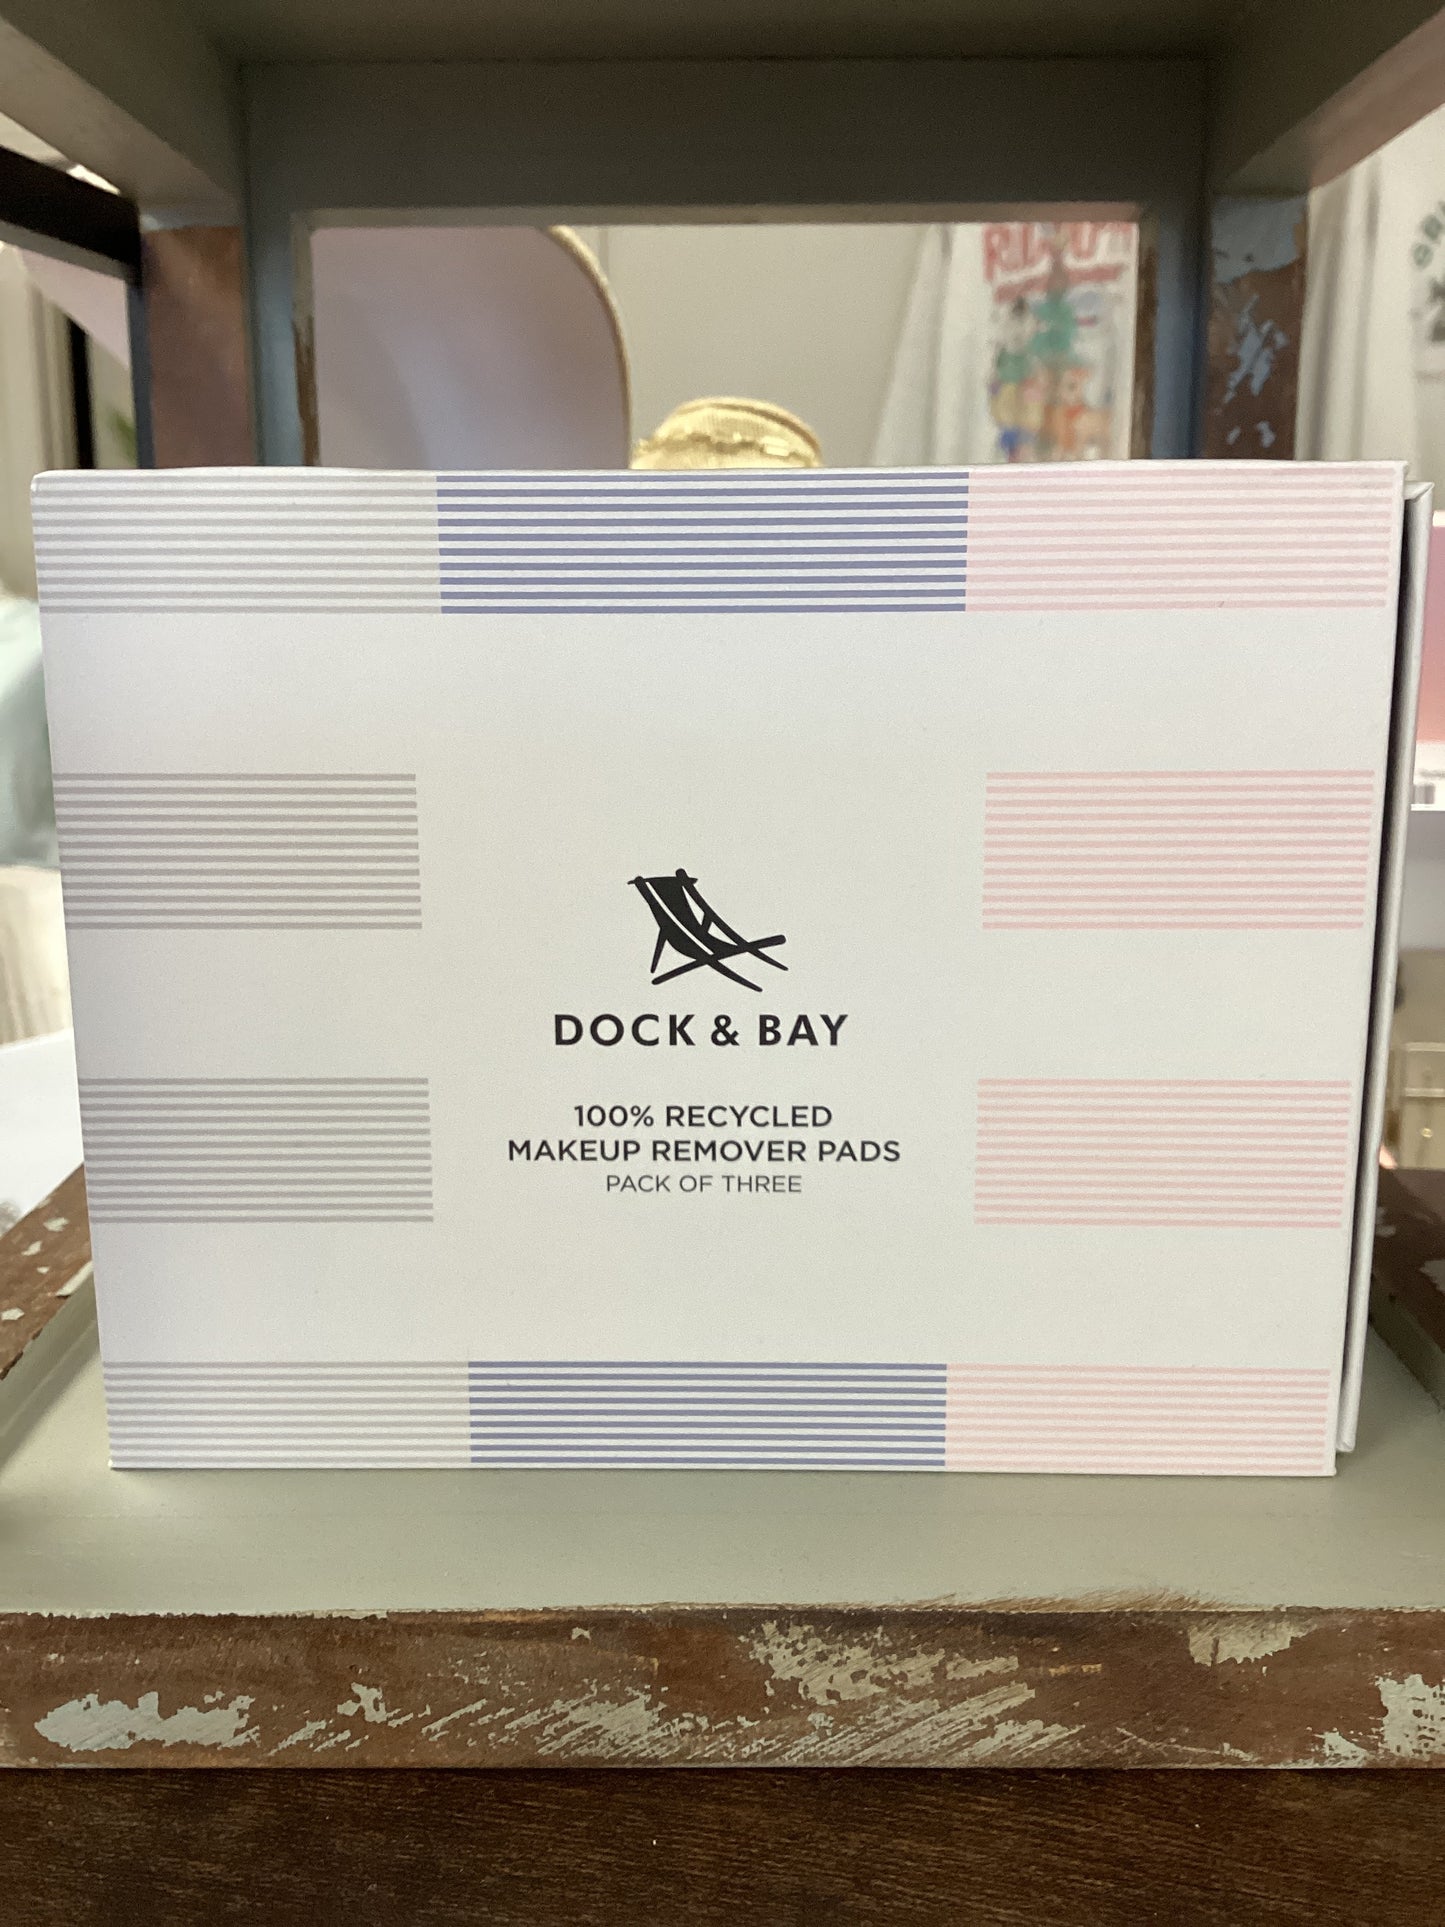 DOCK & BAY
100% RECYCLED
MAKEUP REMOVER PADS
PACK OF THREE